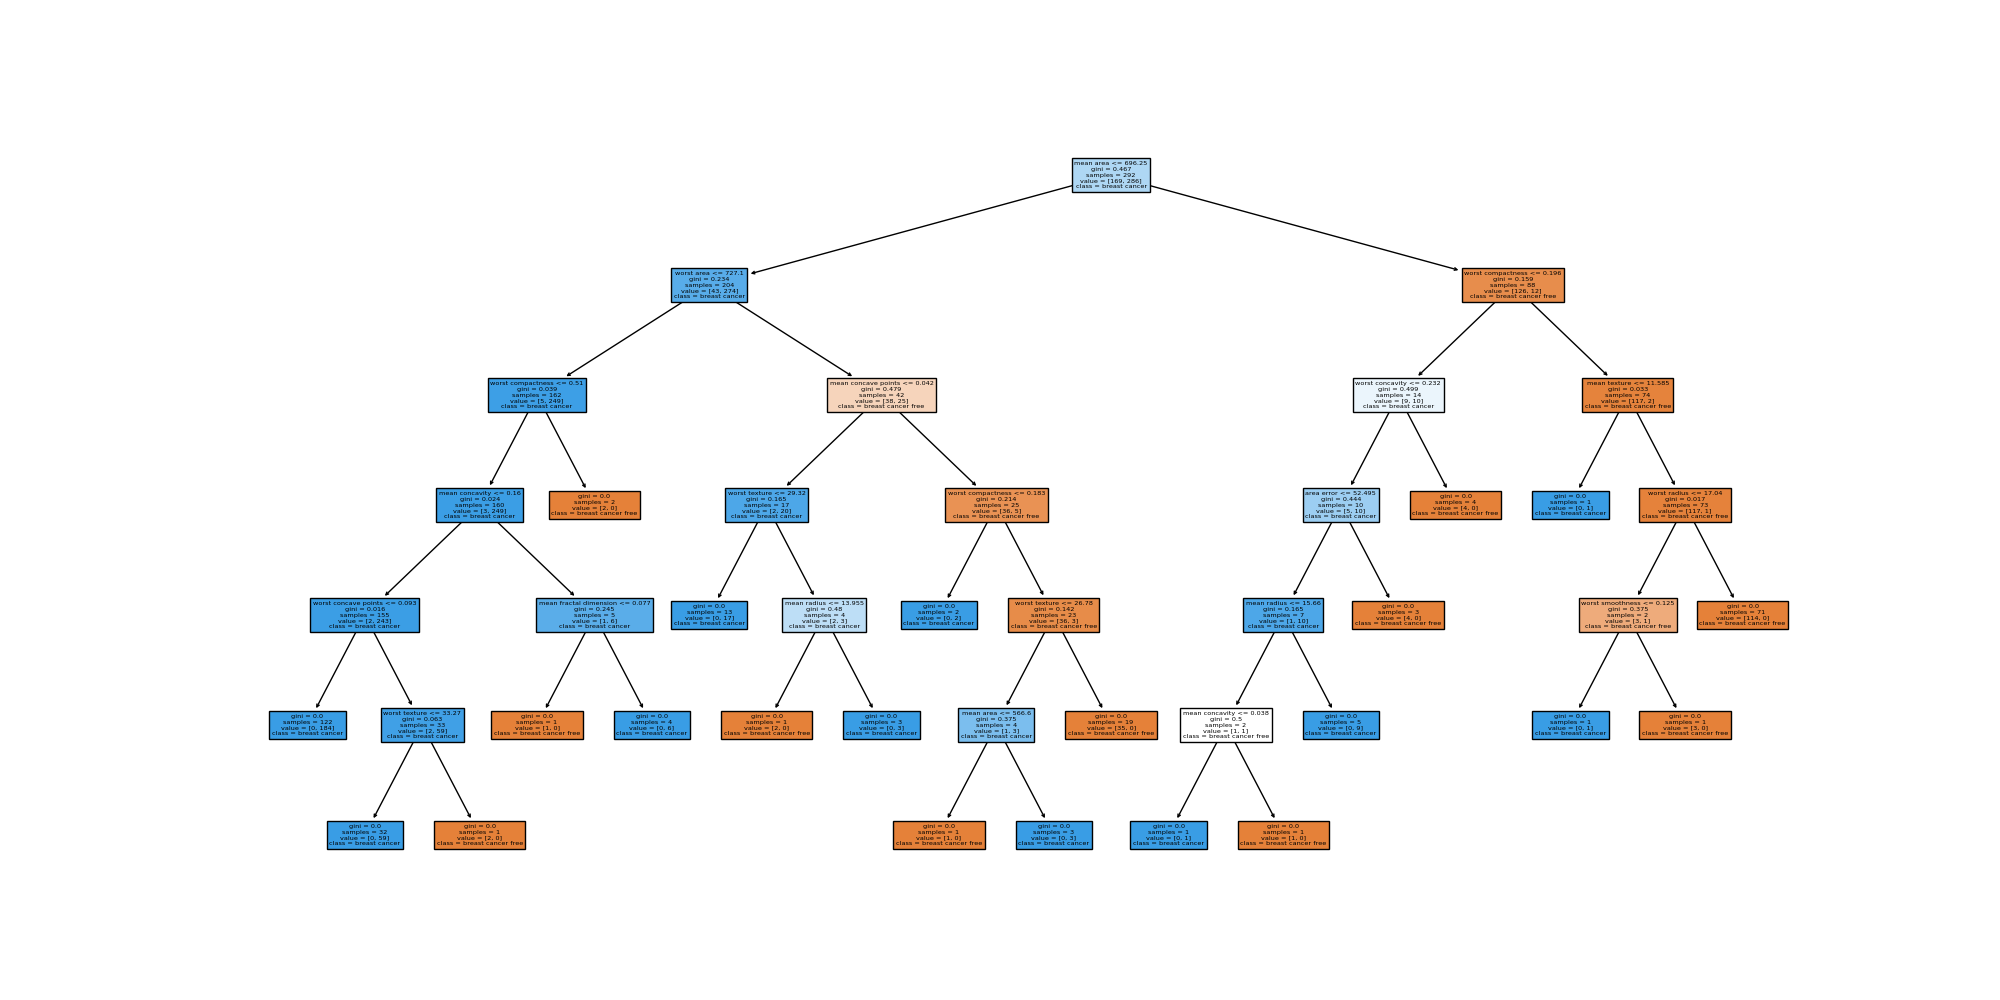 mean area <= 696.25
gini = 0.467
samples = 292
value = [169, 286]
class = breast cancer
worst area <= 727.1
gini = 0.234
samples = 204
value = [43, 274]
class = breast cancer
worst compactness <= 0.196
gini = 0.159
samples = 88
value = [126, 12]
class = breast cancer free
worst compactness <= 0.51
gini = 0.039
samples = 162
value = [5, 249]
class = breast cancer
mean concave points <= 0.042
gini = 0.479
samples = 42
value = [38, 25]
class = breast cancer free
worst concavity <= 0.232
gini = 0.499
samples = 14
value = [9, 10]
class = breast cancer
mean texture <= 11.585
gini = 0.033
samples = 74
value = [117, 2]
class = breast cancer free
mean concavity <= 0.16
gini = 0.024
samples = 160
value = [3, 249]
class = breast cancer
gini = 0.0
samples = 2
value = [2, 0]
class = breast cancer free
worst texture <= 29.32
gini = 0.165
samples = 17
value = [2, 20]
class = breast cancer
worst compactness <= 0.183
gini = 0.214
samples = 25
value = [36, 5]
class = breast cancer free
area error <= 52.495
gini = 0.444
samples = 10
value = [5, 10]
class = breast cancer
gini = 0.0
samples = 4
value = [4, 0]
class = breast cancer free
gini = 0.0
samples = 1
value = [0, 1]
class = breast cancer
worst radius <= 17.04
gini = 0.017
samples = 73
value = [117, 1]
class = breast cancer free
worst concave points <= 0.093
gini = 0.016
samples = 155
value = [2, 243]
class = breast cancer
mean fractal dimension <= 0.077
gini = 0.245
samples = 5
value = [1, 6]
class = breast cancer
gini = 0.0
samples = 13
value = [0, 17]
class = breast cancer
mean radius <= 13.955
gini = 0.48
samples = 4
value = [2, 3]
class = breast cancer
gini = 0.0
samples = 2
value = [0, 2]
class = breast cancer
worst texture <= 26.78
gini = 0.142
samples = 23
value = [36, 3]
class = breast cancer free
mean radius <= 15.66
gini = 0.165
samples = 7
value = [1, 10]
class = breast cancer
gini = 0.0
samples = 3
value = [4, 0]
class = breast cancer free
worst smoothness <= 0.125
gini = 0.375
samples = 2
value = [3, 1]
class = breast cancer free
gini = 0.0
samples = 71
value = [114, 0]
class = breast cancer free
gini = 0.0
samples = 122
value = [0, 184]
class = breast cancer
worst texture <= 33.27
gini = 0.063
samples = 33
value = [2, 59]
class = breast cancer
gini = 0.0
samples = 1
value = [1, 0]
class = breast cancer free
gini = 0.0
samples = 4
value = [0, 6]
class = breast cancer
gini = 0.0
samples = 1
value = [2, 0]
class = breast cancer free
gini = 0.0
samples = 3
value = [0, 3]
class = breast cancer
mean area <= 566.6
gini = 0.375
samples = 4
value = [1, 3]
class = breast cancer
gini = 0.0
samples = 19
value = [35, 0]
class = breast cancer free
mean concavity <= 0.038
gini = 0.5
samples = 2
value = [1, 1]
class = breast cancer free
gini = 0.0
samples = 5
value = [0, 9]
class = breast cancer
gini = 0.0
samples = 1
value = [0, 1]
class = breast cancer
gini = 0.0
samples = 1
value = [3, 0]
class = breast cancer free
gini = 0.0
samples = 32
value = [0, 59]
class = breast cancer
gini = 0.0
samples = 1
value = [2, 0]
class = breast cancer free
gini = 0.0
samples = 1
value = [1, 0]
class = breast cancer free
gini = 0.0
samples = 3
value = [0, 3]
class = breast cancer
gini = 0.0
samples = 1
value = [0, 1]
class = breast cancer
gini = 0.0
samples = 1
value = [1, 0]
class = breast cancer free